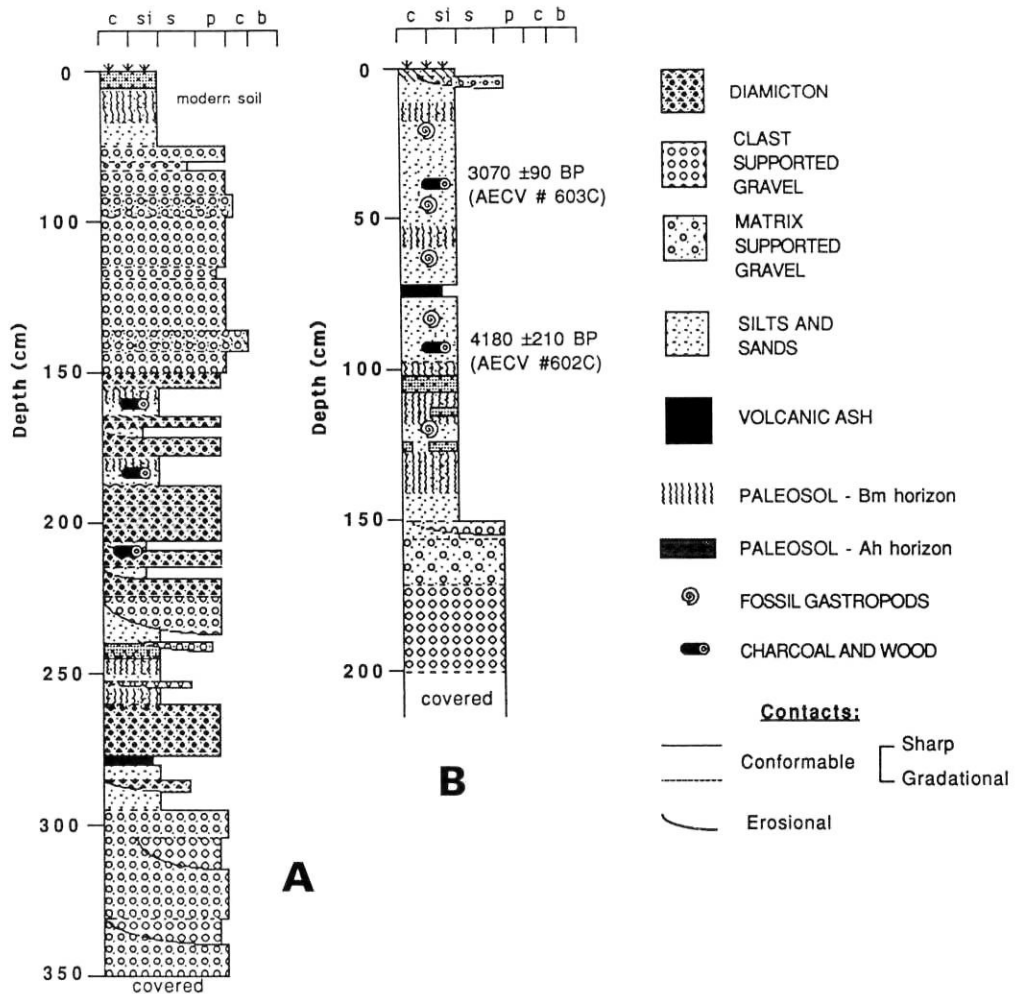 c si s p c b
0
modern soil
100
150
200
250
300
350
Depth (cm)
covered
A
c si s p c b
0
3070 ±90 BP
(AECV # 603C)
50
4180 ±210 BP
(AECV #602C)
100
150
200
Depth (cm)
covered
B
DIAMICTON
CLAST
SUPPORTED
GRAVEL
MATRIX
SUPPORTED
GRAVEL
SILTS AND
SANDS
VOLCANIC ASH
PALEOSOL - Bm horizon
PALEOSOL - Ah horizon
FOSSIL GASTROPODS
CHARCOAL AND WOOD
Contacts:
Sharp
Conformable
Gradational
Erosional